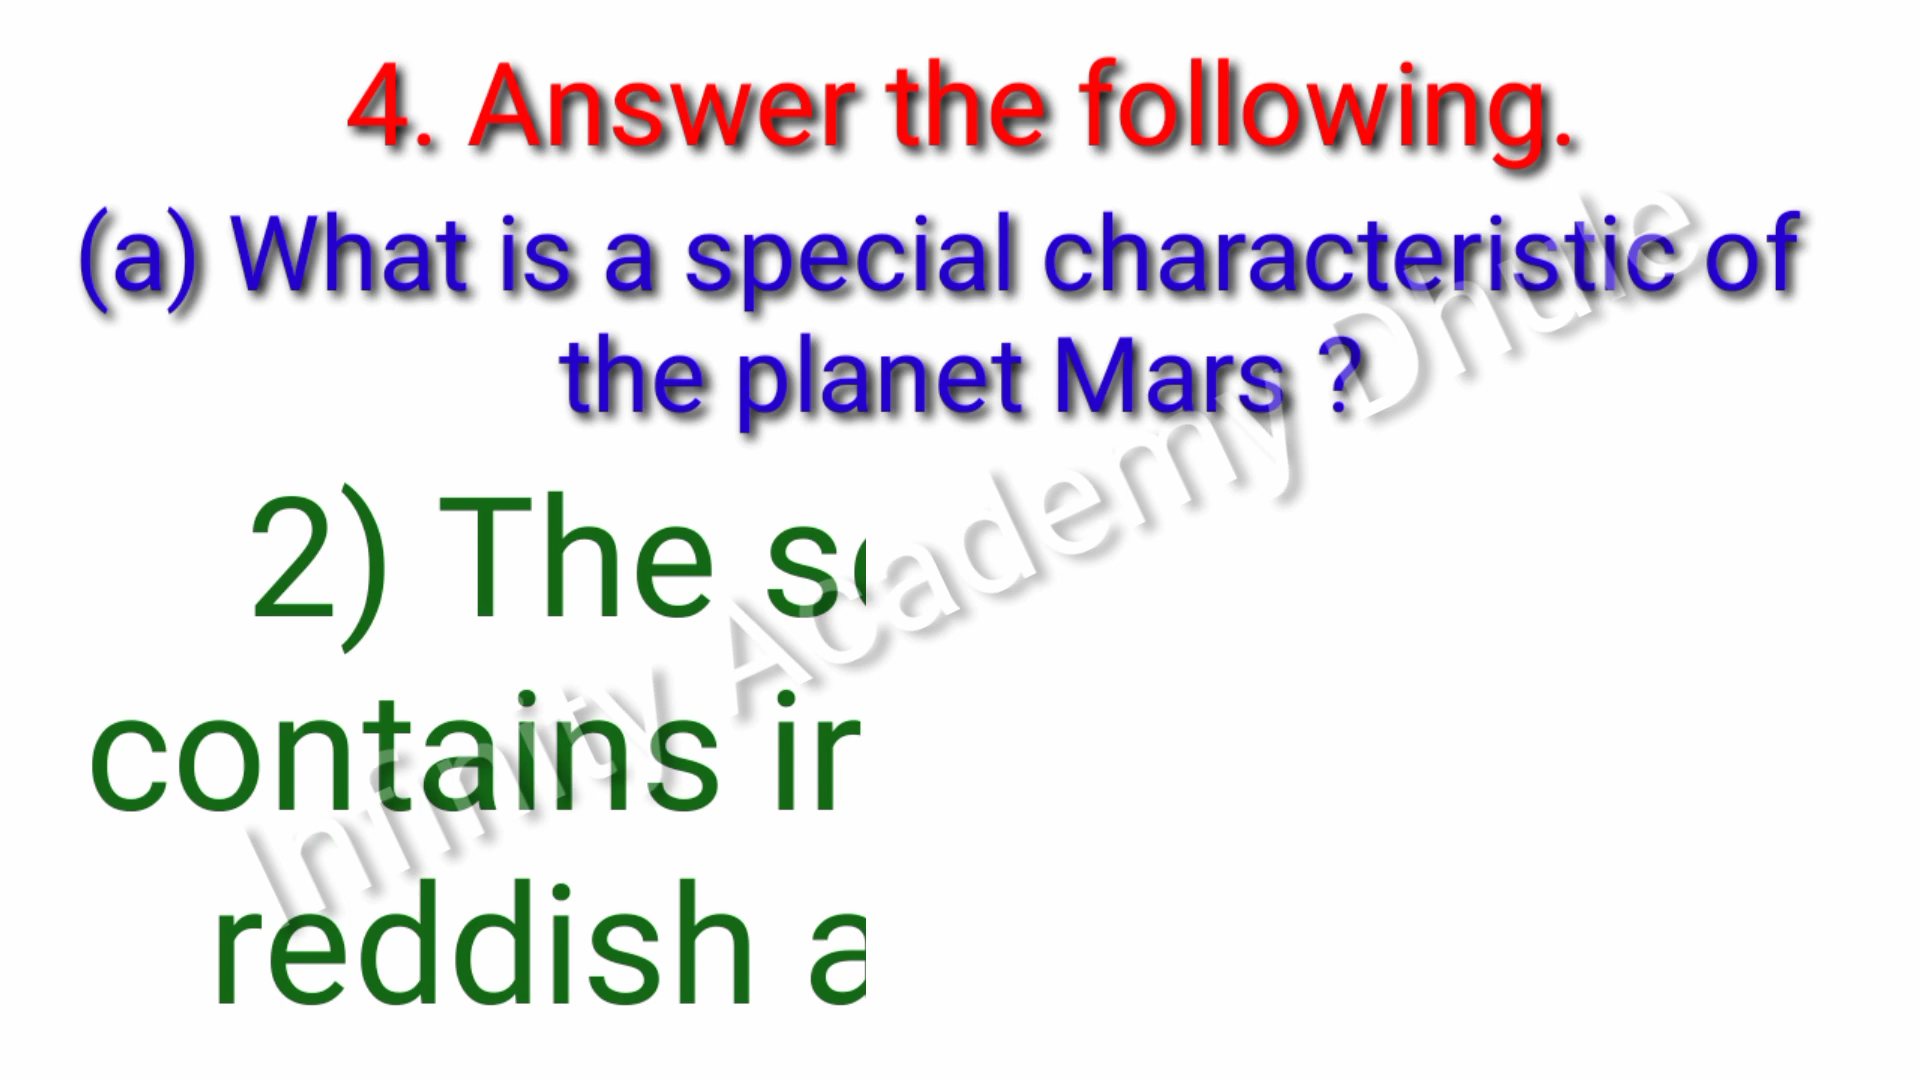 4. Answer the following.
(a) What is a special characteristic of
the planet Mars ?
2) The
contains
reddish
Infinity Academy Dhule